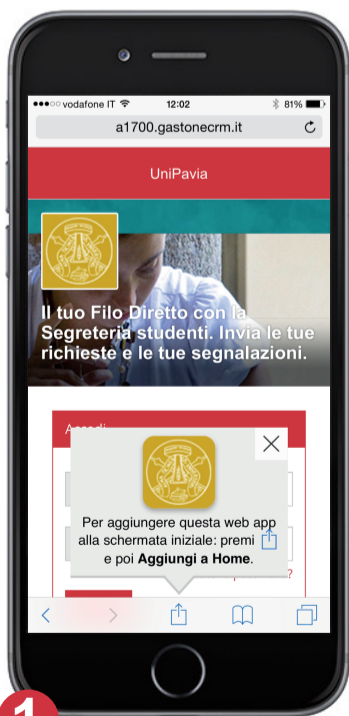 vodafone IT 12:02 81%
a1700.gastonecrm.it
UniPavia
Il tuo Filo Diretto con la
Segreteria studenti. Invia le tue
richieste e le tue segnalazioni.
Per aggiungere questa web app
alla schermata iniziale: premi
e poi Aggiungi a Home.
?
1